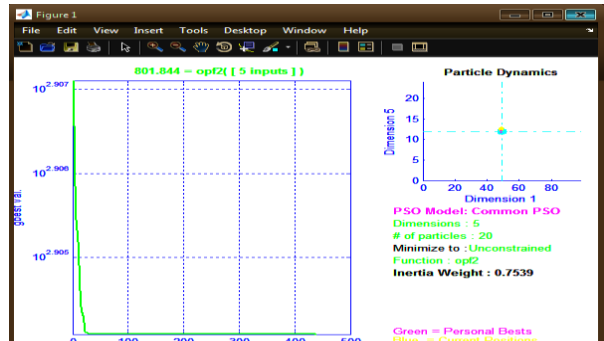 Figure 1
File Edit View Insert Tools Desktop Window Help
801.844 = opf2( [ 5 inputs ] )
10^2.907
10^2.906
10^2.905
gbest val.
0 100 200 300 400 500
Particle Dynamics
20
15
10
5
0
Dimension 5
0 20 40 60 80
Dimension 1
PSO Model: Common PSO
Dimensions : 5
# of particles : 20
Minimize to :Unconstrained
Function : opf2
Inertia Weight : 0.7539
Green = Personal Bests
Blue = Current Positions